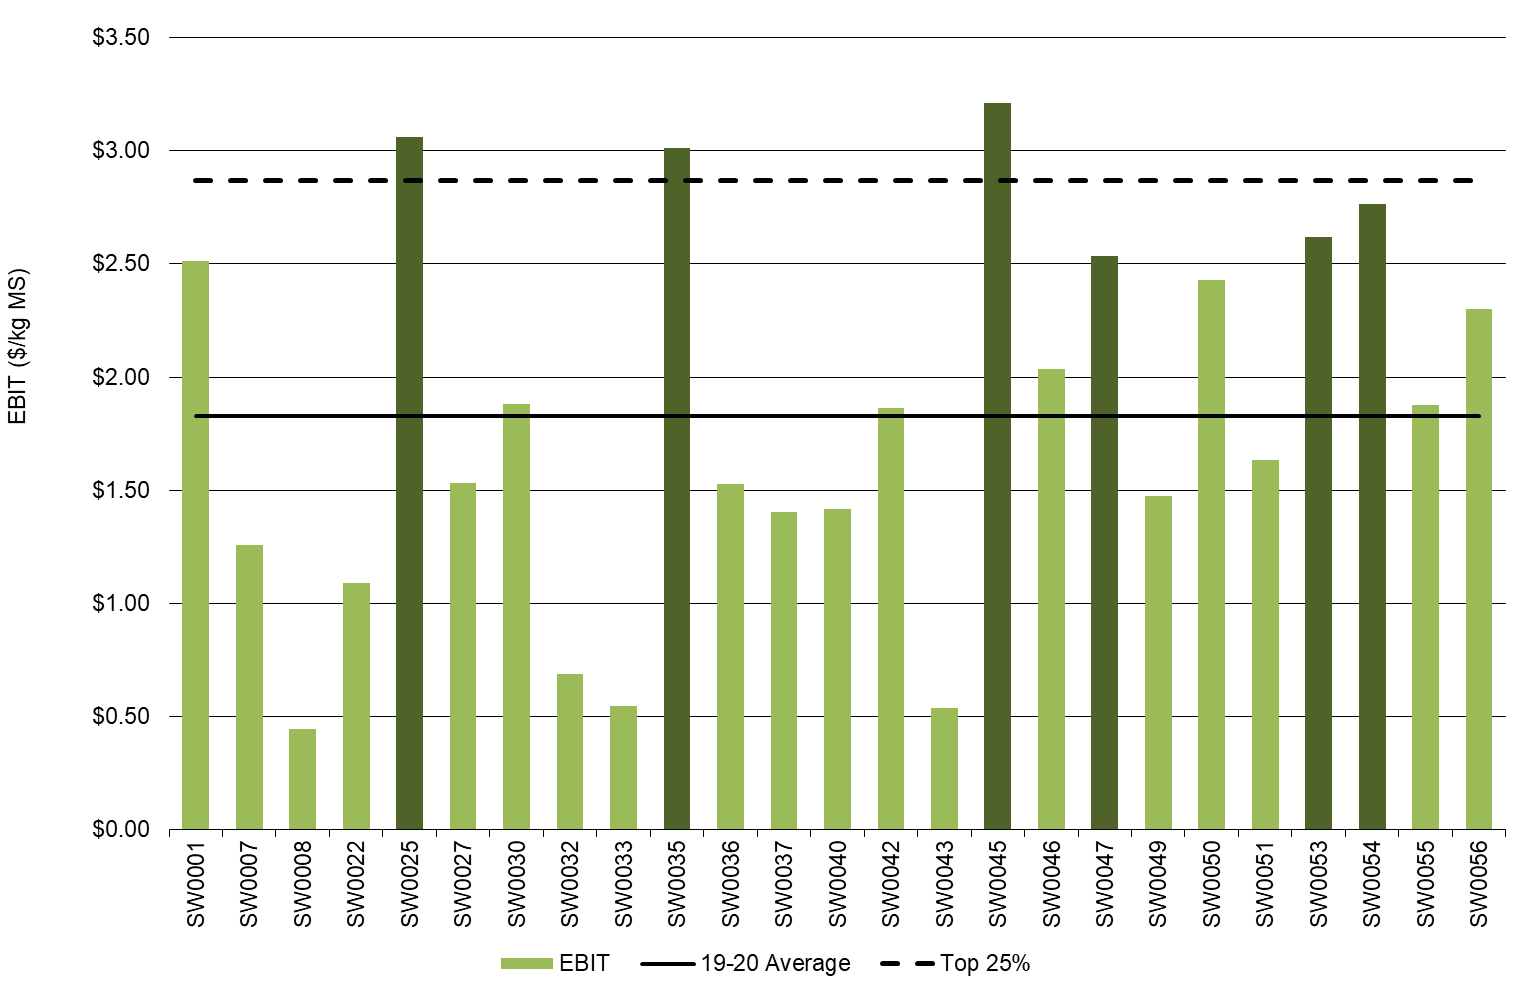 EBIT ($/kg MS)
$3.50
$3.00
$2.50
$2.00
$1.50
$1.00
$0.50
$0.00
SW0001
SW0007
SW0008
SW0022
SW0025
SW0027
SW0030
SW0032
SW0033
SW0035
SW0036
SW0037
SW0040
SW0042
SW0043
SW0045
SW0046
SW0047
SW0049
SW0050
SW0051
SW0053
SW0054
SW0055
SW0056
EBIT 19-20 Average Top 25%